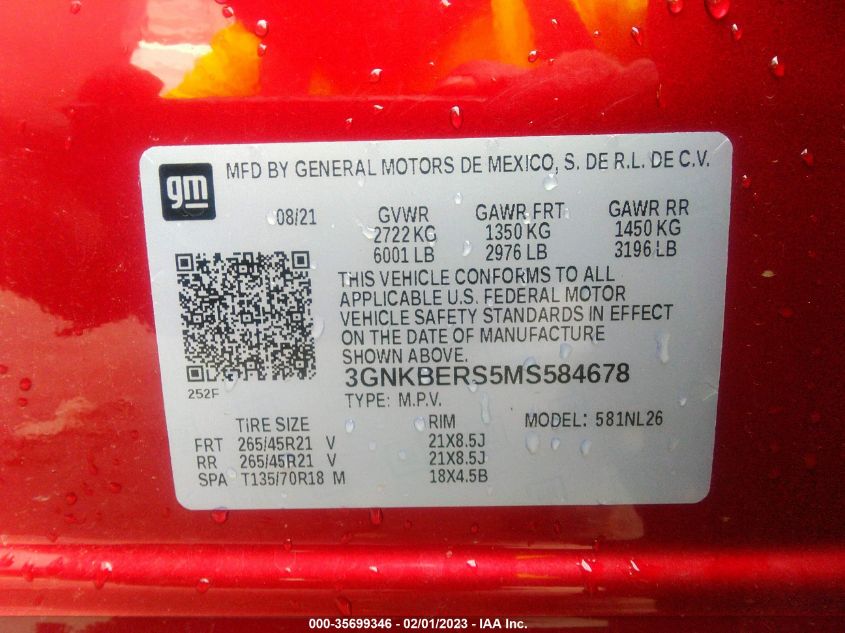 gm
MFD BY GENERAL MOTORS DE MEXICO, S. DE R.L. DE C.V.
08/21 GVWR GAWR FRT GAWR RR
2722 KG 1350 KG 1450 KG
6001 LB 2976 LB 3196 LB
THIS VEHICLE CONFORMS TO ALL
APPLICABLE U.S. FEDERAL MOTOR
VEHICLE SAFETY STANDARDS IN EFFECT
ON THE DATE OF MANUFACTURE
SHOWN ABOVE.
252F
3GNKBERS5MS584678
TYPE: M.P.V.
TIRE SIZE RIM MODEL: 581NL26
FRT 265/45R21 V 21X8.5J
RR 265/45R21 V 21X8.5J
SPA T135/70R18 M 18X4.5B
000-35699346 - 02/01/2023 - © IAA Inc.